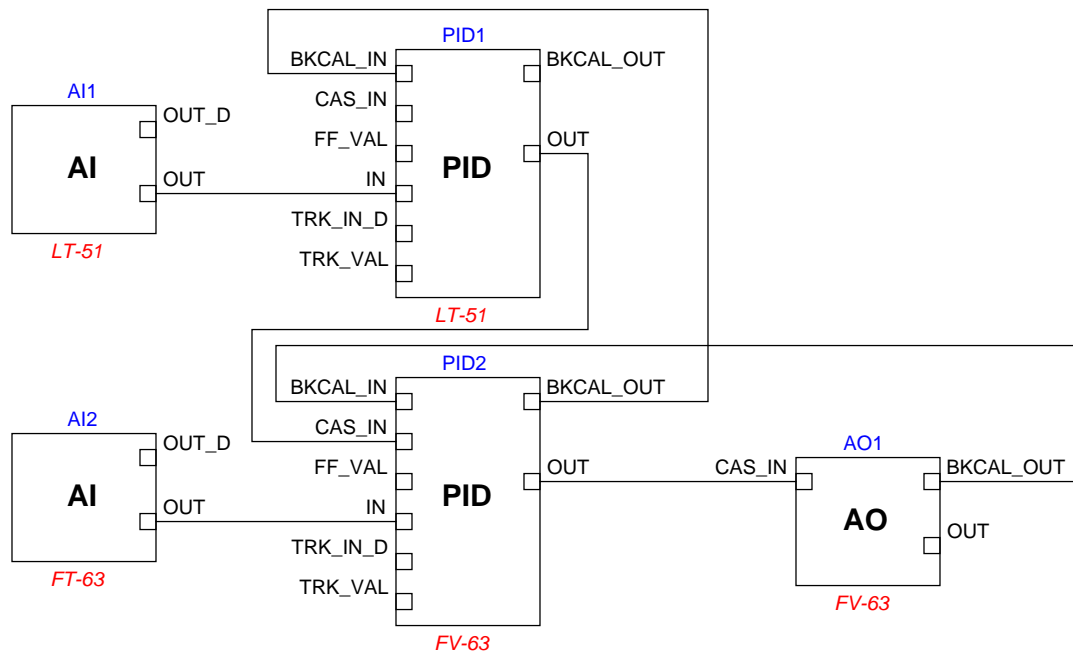 PID1
BKCAL_IN
BKCAL_OUT
AI1
CAS_IN
OUT_D
FF_VAL
OUT
AI
PID
OUT
IN
TRK_IN_D
LT-51
TRK_VAL
LT-51
PID2
BKCAL_IN
BKCAL_OUT
AI2
CAS_IN
OUT_D
AO1
FF_VAL
OUT
CAS_IN
BKCAL_OUT
AI
PID
OUT
IN
AO
OUT
TRK_IN_D
FT-63
TRK_VAL
FV-63
FV-63